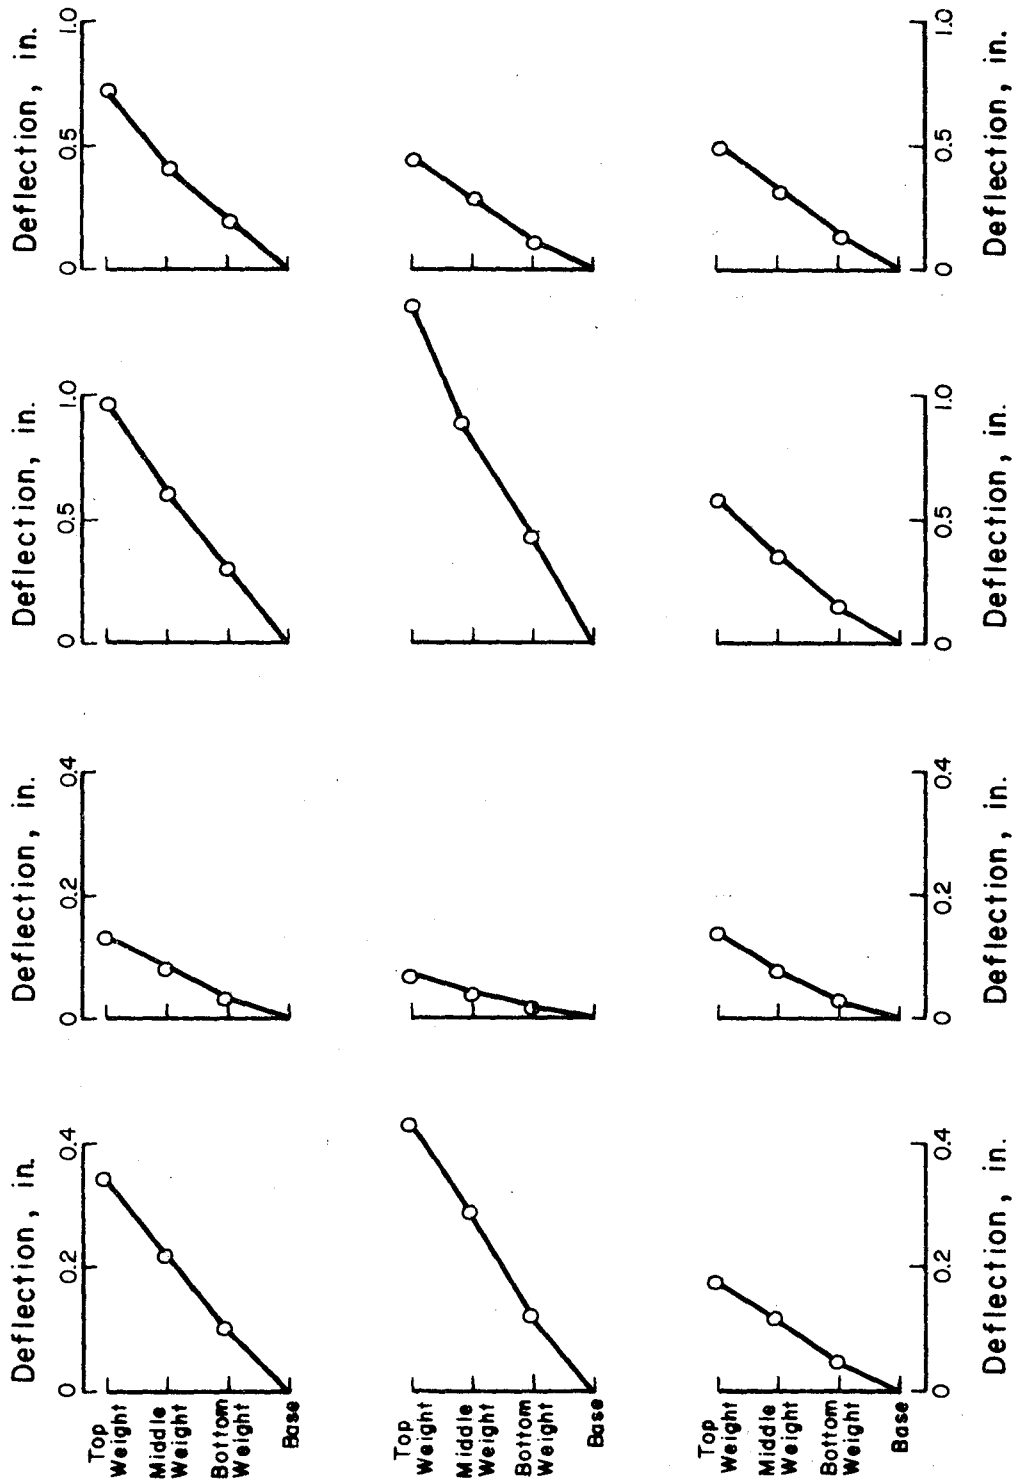 Deflection, in. Deflection, in. Deflection, in. Deflection, in.
0 0.2 0.4 0 0.2 0.4 0 0.5 1.0 0 0.5 1.0
Top
Weight
Middle
Weight
Bottom
Weight
Base
Top
Weight
Middle
Weight
Bottom
Weight
Base
Top
Weight
Middle
Weight
Bottom
Weight
Base
0 0.2 0.4 0 0.2 0.4 0 0.5 1.0 0 0.5 1.0
Deflection, in. Deflection, in. Deflection, in. Deflection, in.